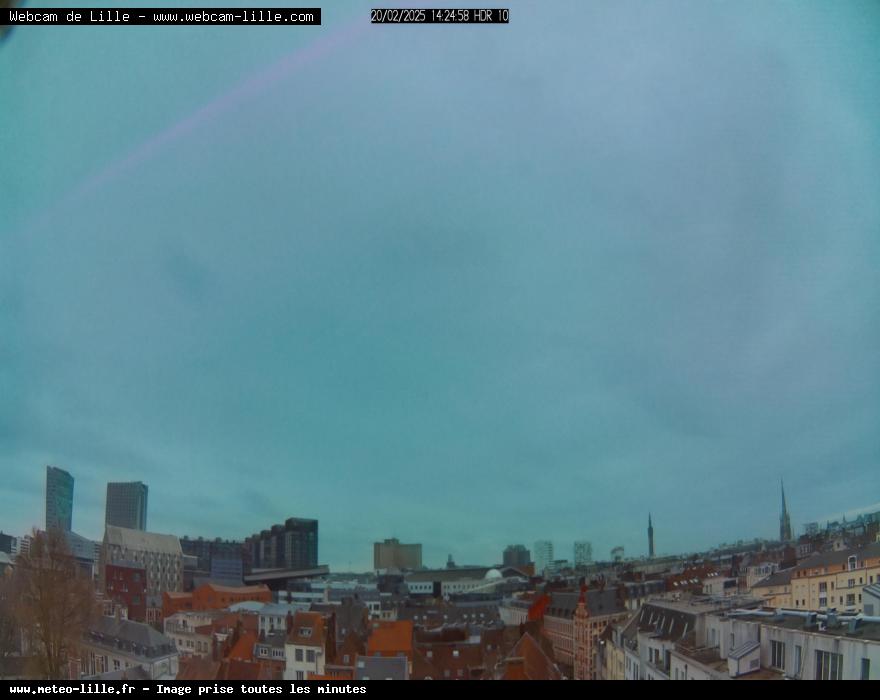 Webcam de Lille - www.webcam-lille.com
20/02/2025 14:24:58 HDR 10
www.meteo-lille.fr - Image prise toutes les minutes